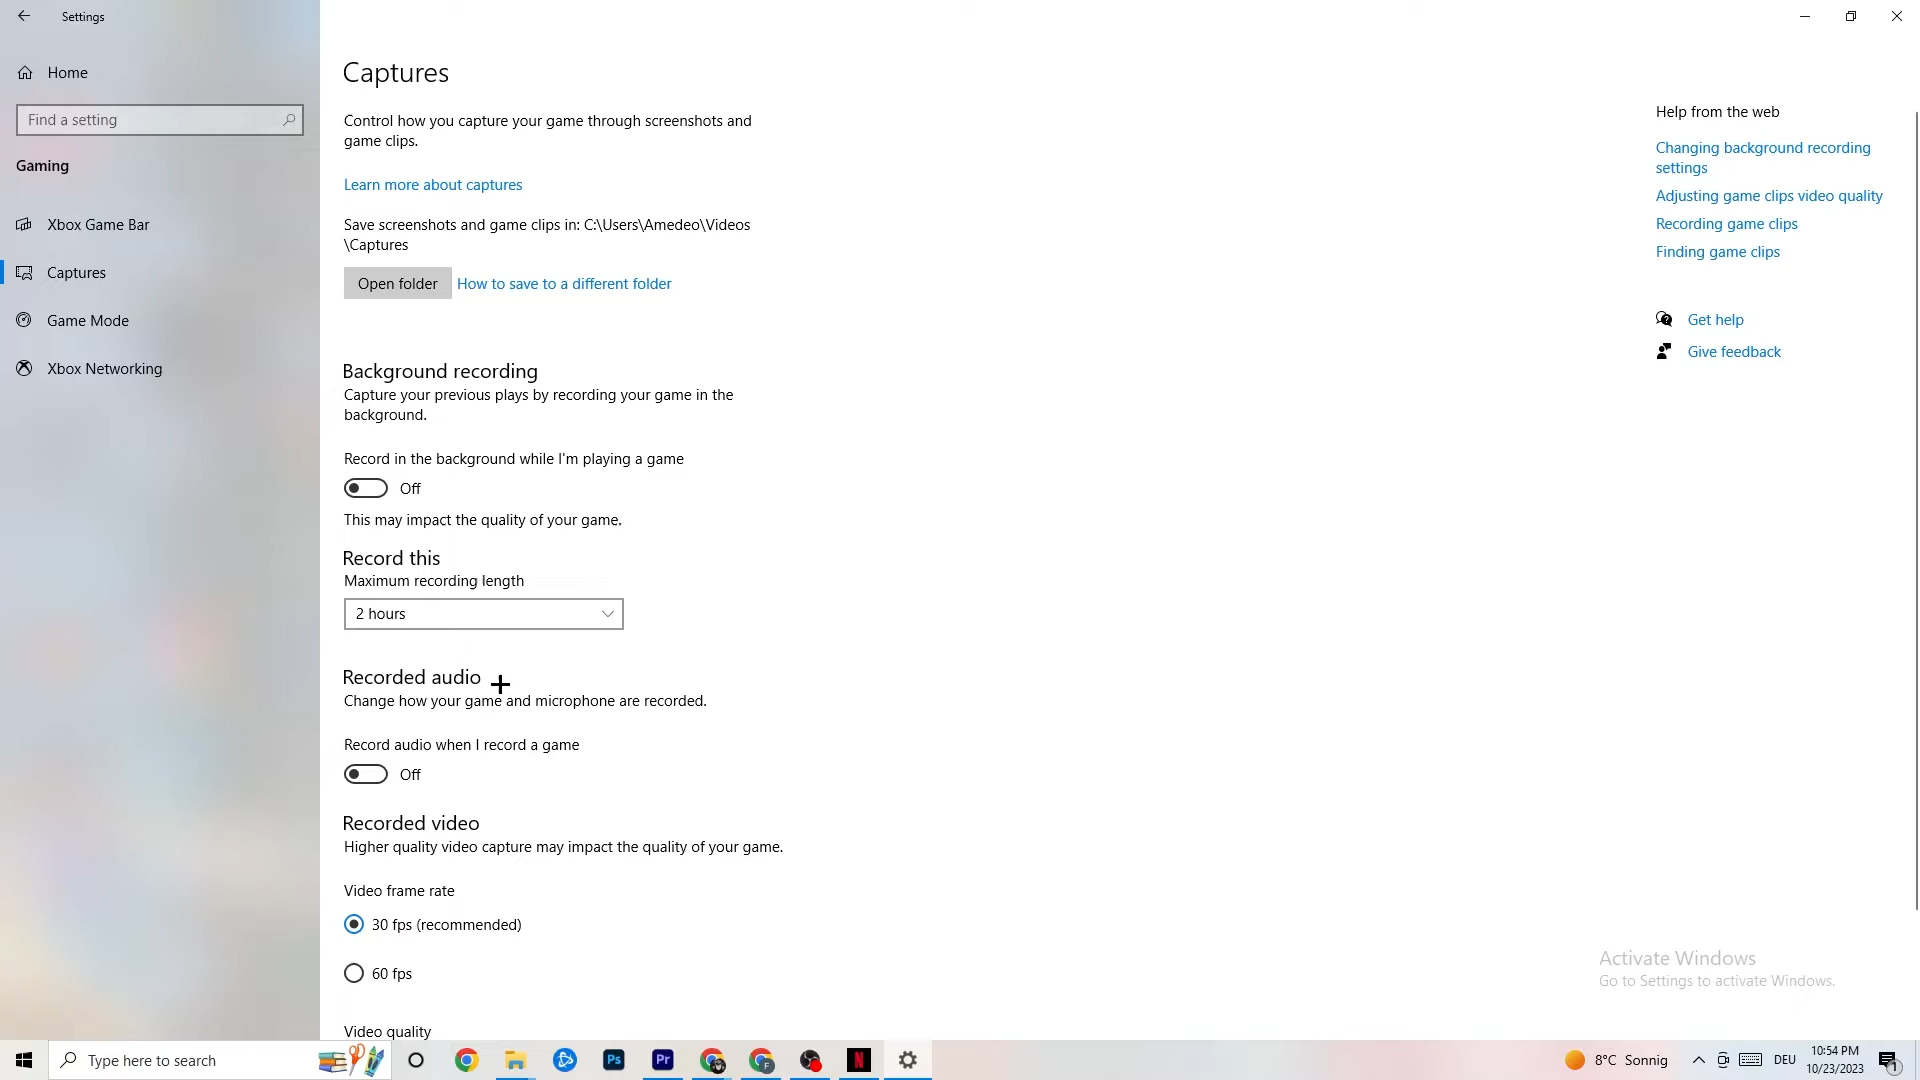 Settings
Home
Find a setting
Gaming
Xbox Game Bar
Captures
Game Mode
Xbox Networking
Captures
Control how you capture your game through screenshots and
game clips.
Learn more about captures
Save screenshots and game clips in: C:\Users\Amedeo\Videos
\Captures
Open folder
How to save to a different folder
Background recording
Capture your previous plays by recording your game in the
background.
Record in the background while I'm playing a game
Off
This may impact the quality of your game.
Record this
Maximum recording length
2 hours
Recorded audio
Change how your game and microphone are recorded.
Record audio when I record a game
Off
Recorded video
Higher quality video capture may impact the quality of your game.
Video frame rate
30 fps (recommended)
60 fps
Video quality
Help from the web
Changing background recording
settings
Adjusting game clips video quality
Recording game clips
Finding game clips
Get help
Give feedback
Activate Windows
Go to Settings to activate Windows.
Type here to search
Ps
Pr
F
N
8°C Sonnig
DEU
10:54 PM
10/23/2023
1